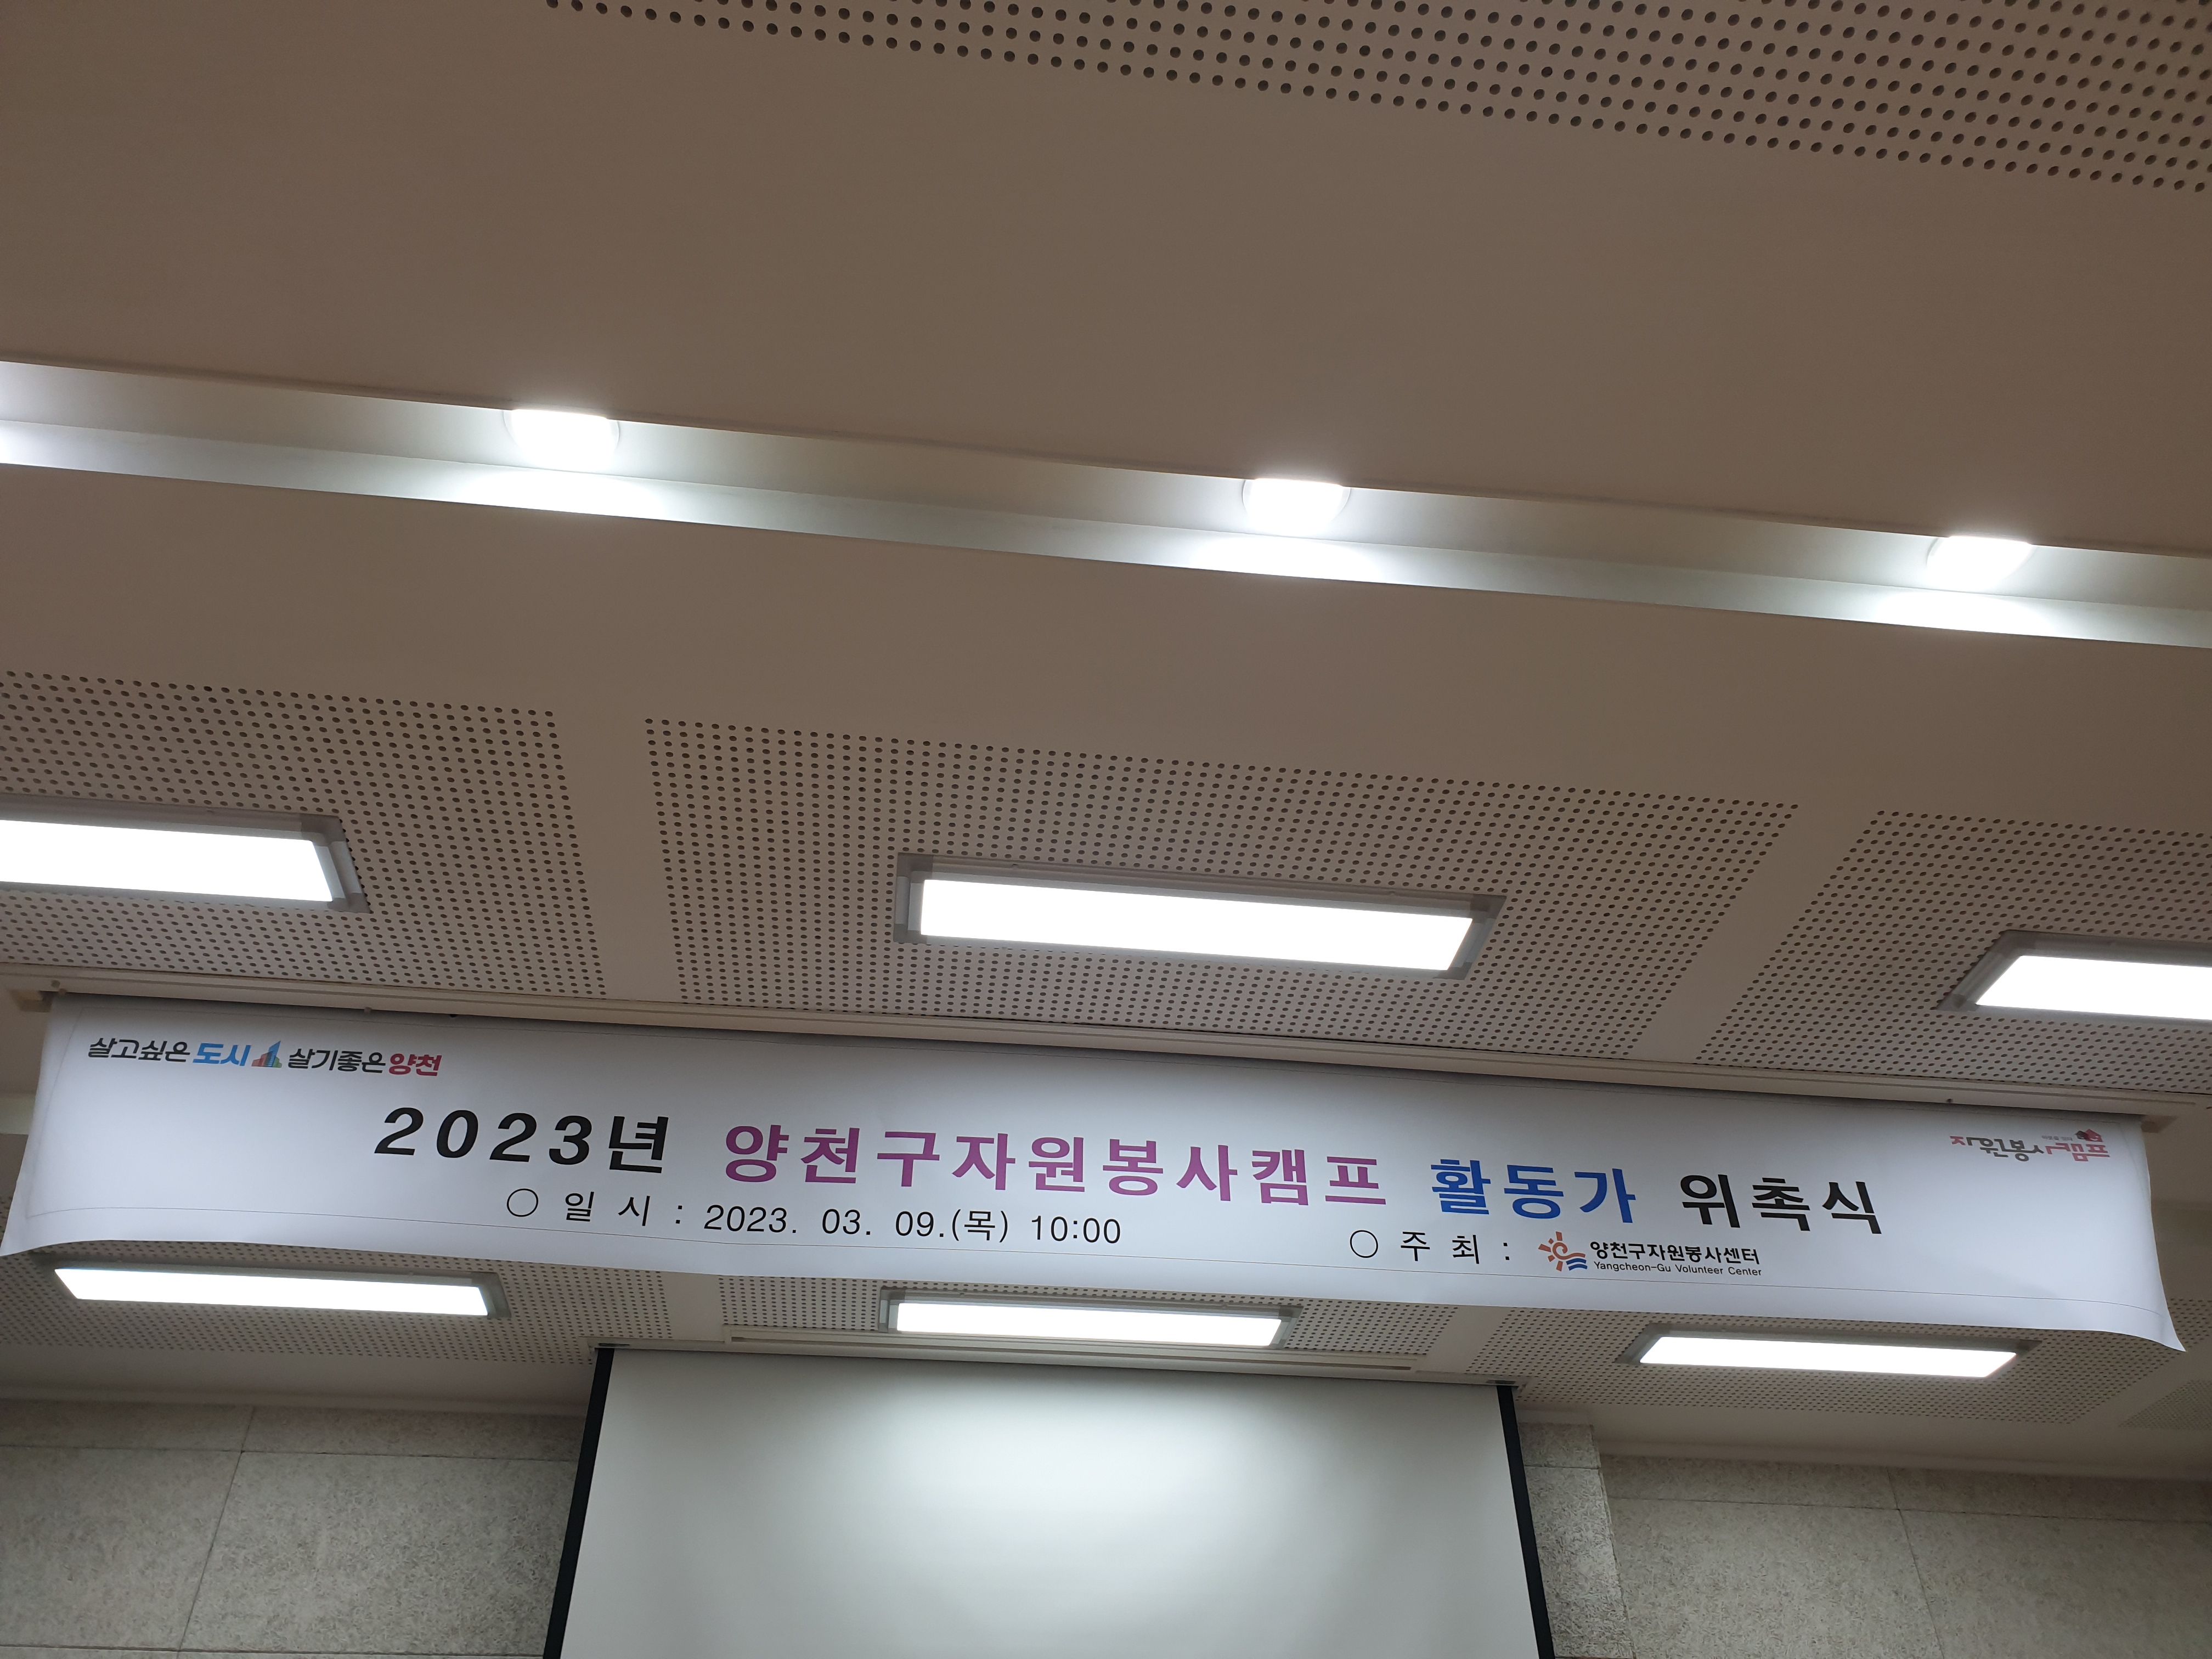 살고싶은 도시 살기좋은 양천
자원봉사캠프
2023년 양천구자원봉사캠프 활동가 위촉식
○ 일 시 : 2023. 03. 09.(목) 10:00
○ 주 최 : 양천구자원봉사센터
Yangcheon-Gu Volunteer Center